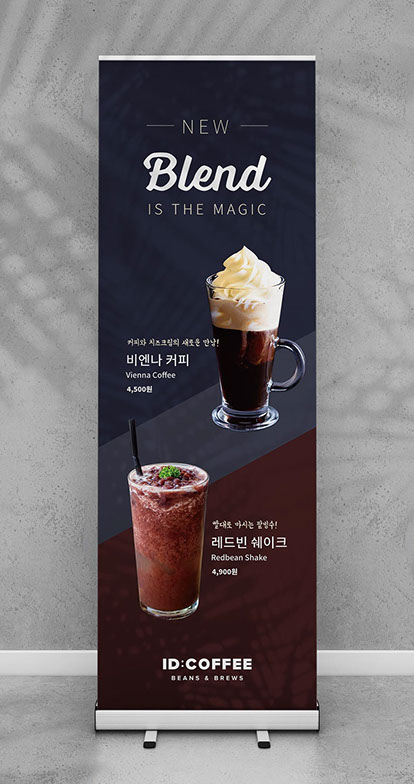 NEW
Blend
IS THE MAGIC
커피와 치즈크림의 새로운 만남!
비엔나 커피
Vienna Coffee
4,500원
빨대로 마시는 팥빙수!
레드빈 쉐이크
Redbean Shake
4,900원
ID:COFFEE
BEANS & BREWS